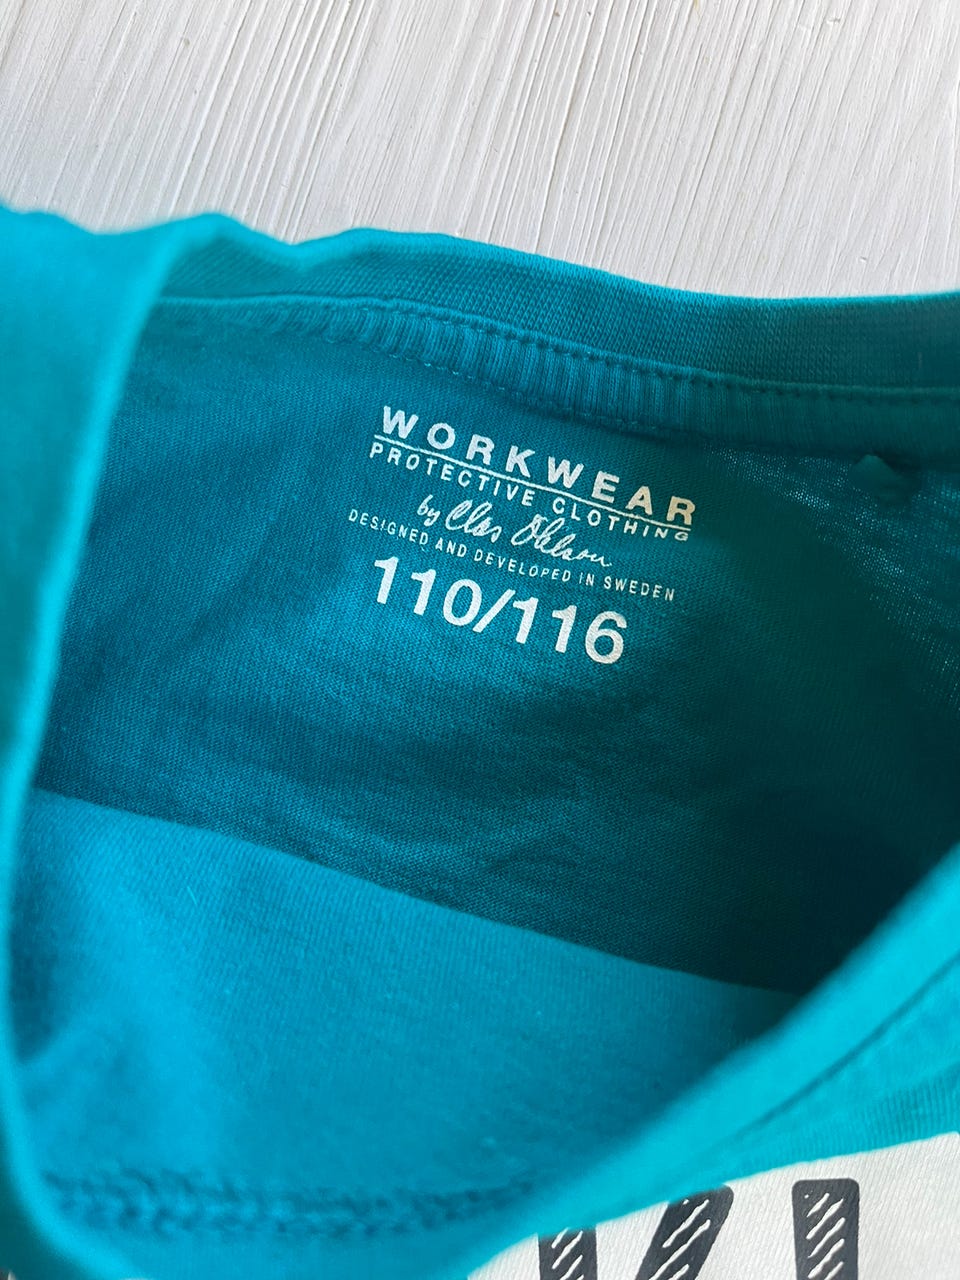 WORKWEAR
PROTECTIVE CLOTHING
by Clas Ohlson
DESIGNED AND DEVELOPED IN SWEDEN
110/116